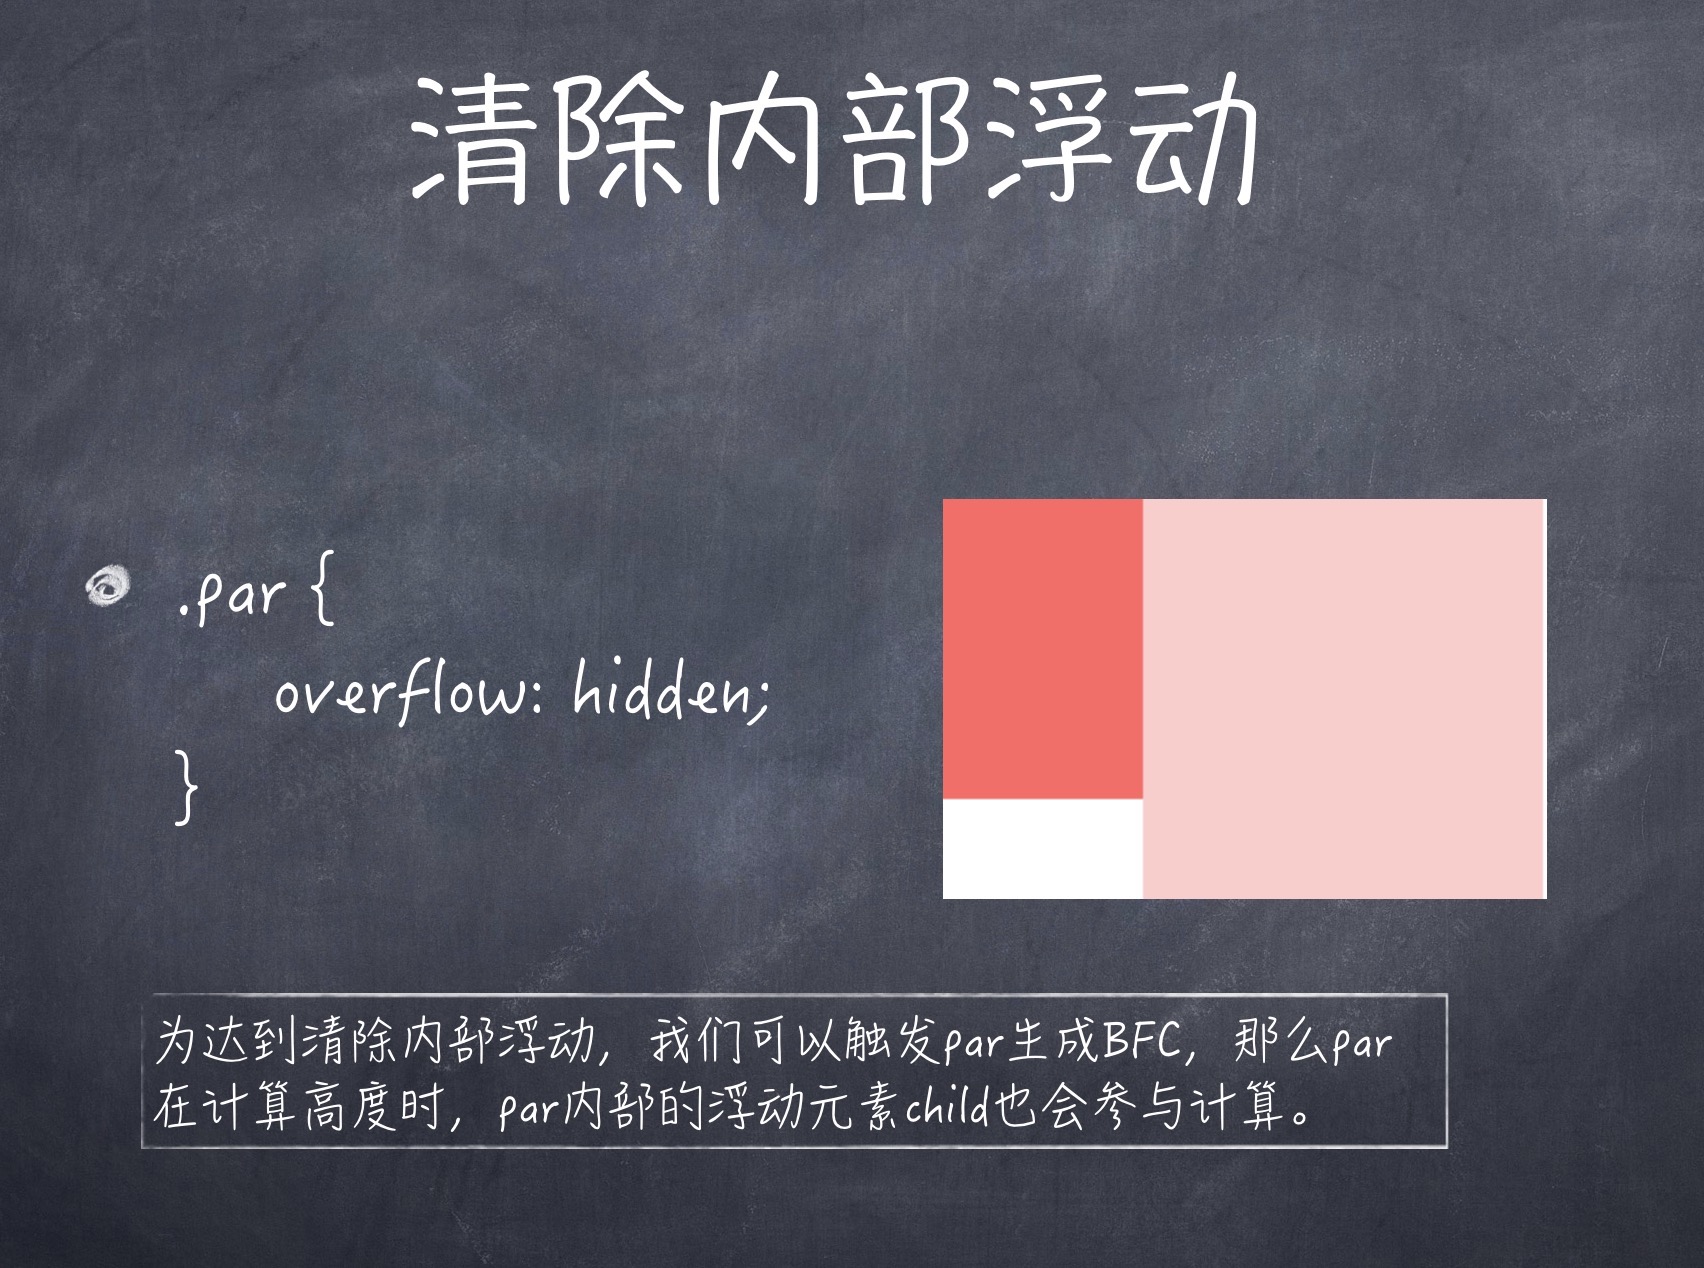 清除内部浮动
.par {
overflow: hidden;
}
为达到清除内部浮动，我们可以触发par生成BFC，那么par
在计算高度时，par内部的浮动元素child也会参与计算。